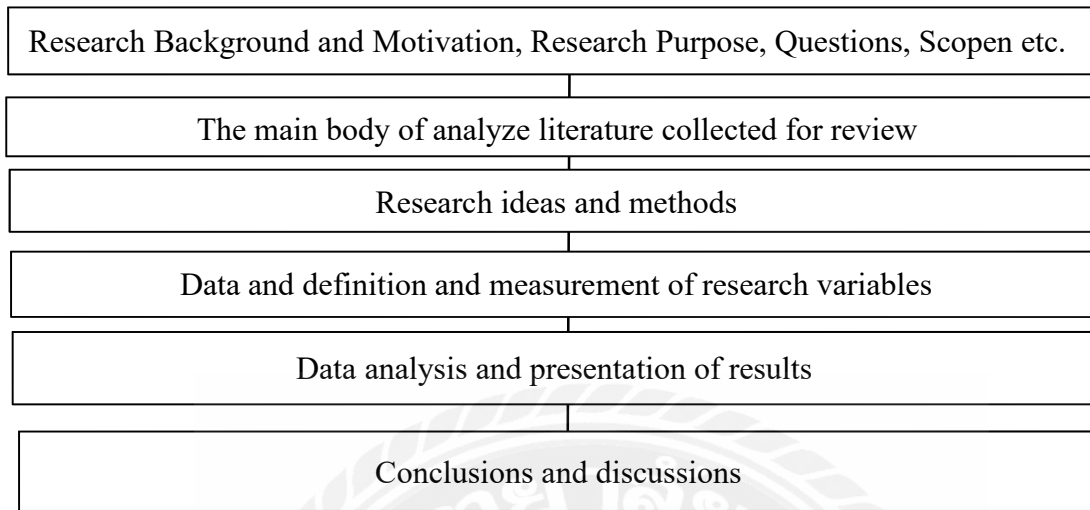 Research Background and Motivation, Research Purpose, Questions, Scopen etc.
The main body of analyze literature collected for review
Research ideas and methods
Data and definition and measurement of research variables
Data analysis and presentation of results
Conclusions and discussions